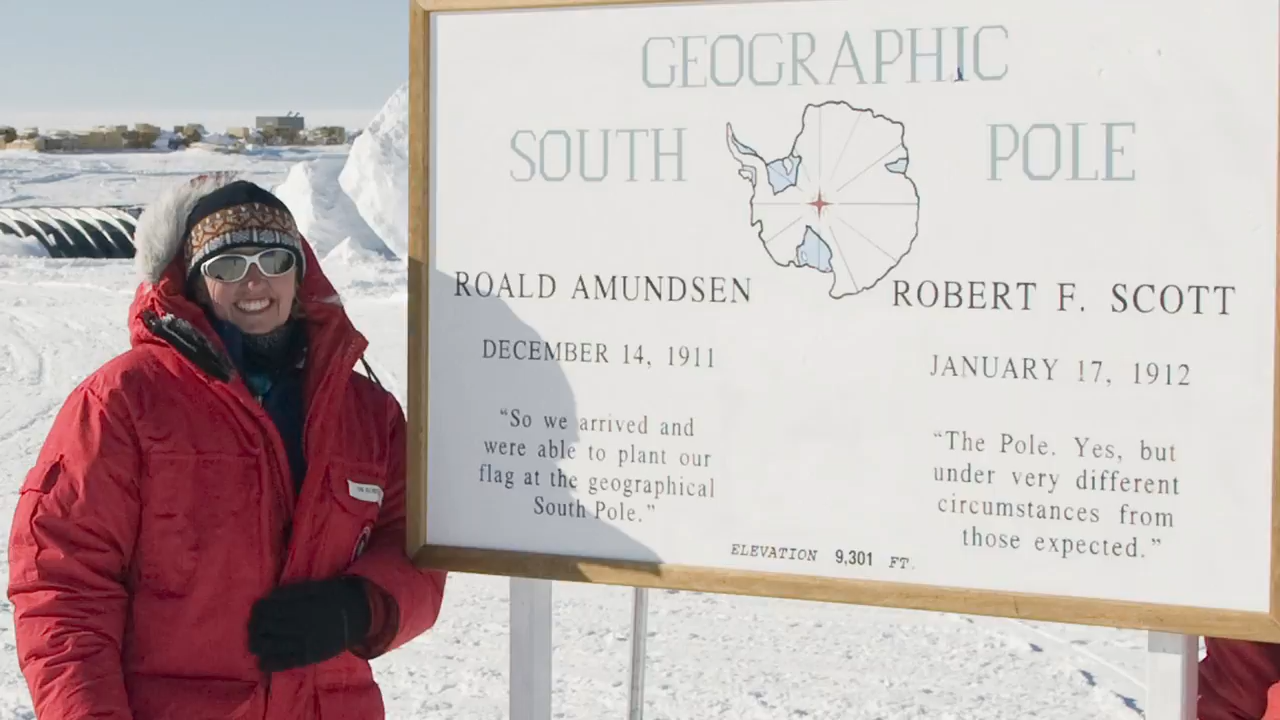 GEOGRAPHIC
SOUTH POLE
ROALD AMUNDSEN
DECEMBER 14, 1911
“So we arrived and
were able to plant our
flag at the geographical
South Pole.”
ROBERT F. SCOTT
JANUARY 17, 1912
“The Pole. Yes, but
under very different
circumstances from
those expected.”
ELEVATION 9,301 FT.